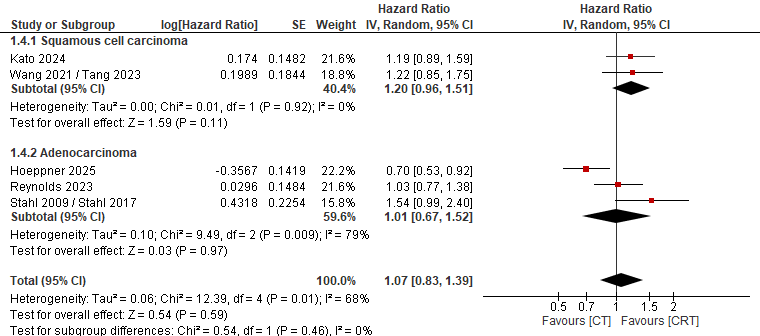 Hazard Ratio Hazard Ratio
Study or Subgroup log[Hazard Ratio] SE Weight IV, Random, 95% CI IV, Random, 95% CI
1.4.1 Squamous cell carcinoma
Kato 2024 0.174 0.1482 21.6% 1.19 [0.89, 1.59]
Wang 2021 / Tang 2023 0.1989 0.1844 18.8% 1.22 [0.85, 1.75]
Subtotal (95% CI) 40.4% 1.20 [0.96, 1.51]
Heterogeneity: Tau² = 0.00; Chi² = 0.01, df = 1 (P = 0.92); I² = 0%
Test for overall effect: Z = 1.59 (P = 0.11)
1.4.2 Adenocarcinoma
Hoeppner 2025 -0.3567 0.1419 22.2% 0.70 [0.53, 0.92]
Reynolds 2023 0.0296 0.1484 21.6% 1.03 [0.77, 1.38]
Stahl 2009 / Stahl 2017 0.4318 0.2254 15.8% 1.54 [0.99, 2.40]
Subtotal (95% CI) 59.6% 1.01 [0.67, 1.52]
Heterogeneity: Tau² = 0.10; Chi² = 9.49, df = 2 (P = 0.009); I² = 79%
Test for overall effect: Z = 0.03 (P = 0.97)
Total (95% CI) 100.0% 1.07 [0.83, 1.39]
Heterogeneity: Tau² = 0.06; Chi² = 12.39, df = 4 (P = 0.01); I² = 68%
Test for overall effect: Z = 0.54 (P = 0.59)
Test for subgroup differences: Chi² = 0.54, df = 1 (P = 0.46), I² = 0%
0.5 0.7 1 1.5 2
Favours [CT] Favours [CRT]